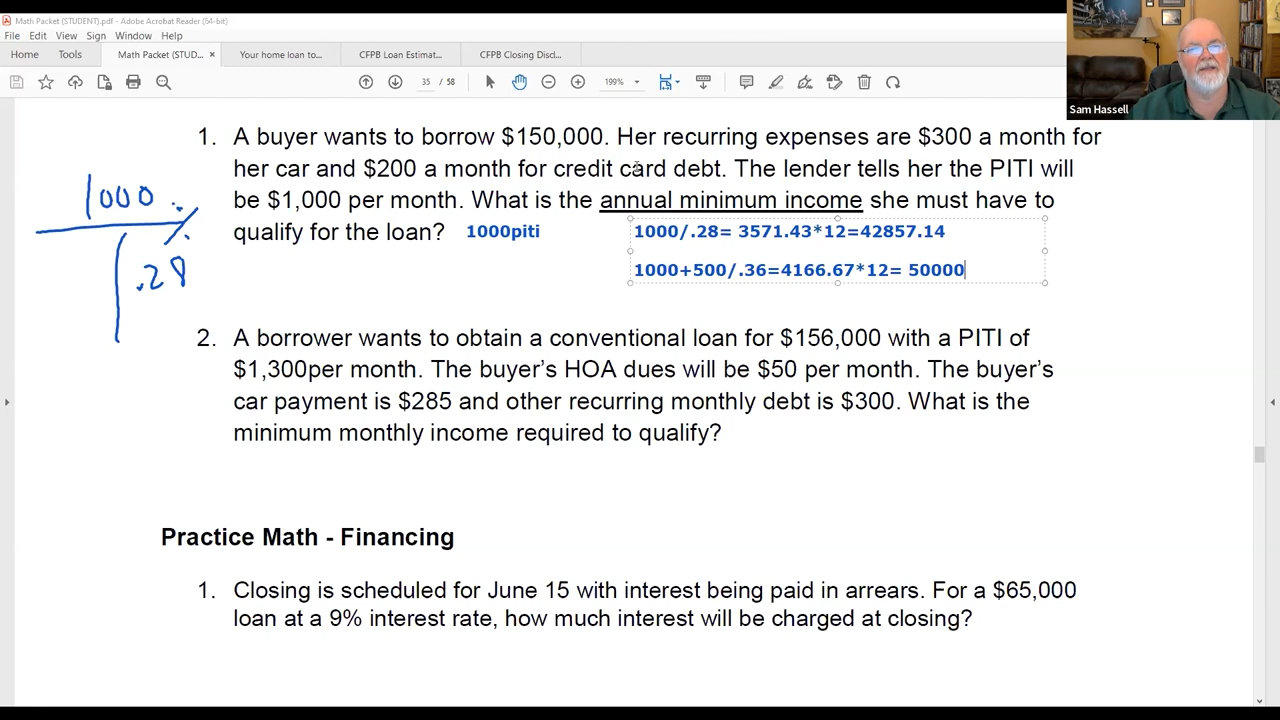 Math Packet (STUDENT).pdf - Adobe Acrobat Reader (64-bit)
File Edit View Sign Window Help
Home Tools Math Packet (STUD... × Your home loan to... CFPB Loan Estimat... CFPB Closing Discl...
35 / 58 199%
Sam Hassell
1. A buyer wants to borrow $150,000. Her recurring expenses are $300 a month for
her car and $200 a month for credit card debt. The lender tells her the PITI will
be $1,000 per month. What is the annual minimum income she must have to
qualify for the loan? 1000piti 1000/.28= 3571.43*12=42857.14
1000+500/.36=4166.67*12= 50000
1000 ÷
.28
2. A borrower wants to obtain a conventional loan for $156,000 with a PITI of
$1,300per month. The buyer’s HOA dues will be $50 per month. The buyer’s
car payment is $285 and other recurring monthly debt is $300. What is the
minimum monthly income required to qualify?
Practice Math - Financing
1. Closing is scheduled for June 15 with interest being paid in arrears. For a $65,000
loan at a 9% interest rate, how much interest will be charged at closing?